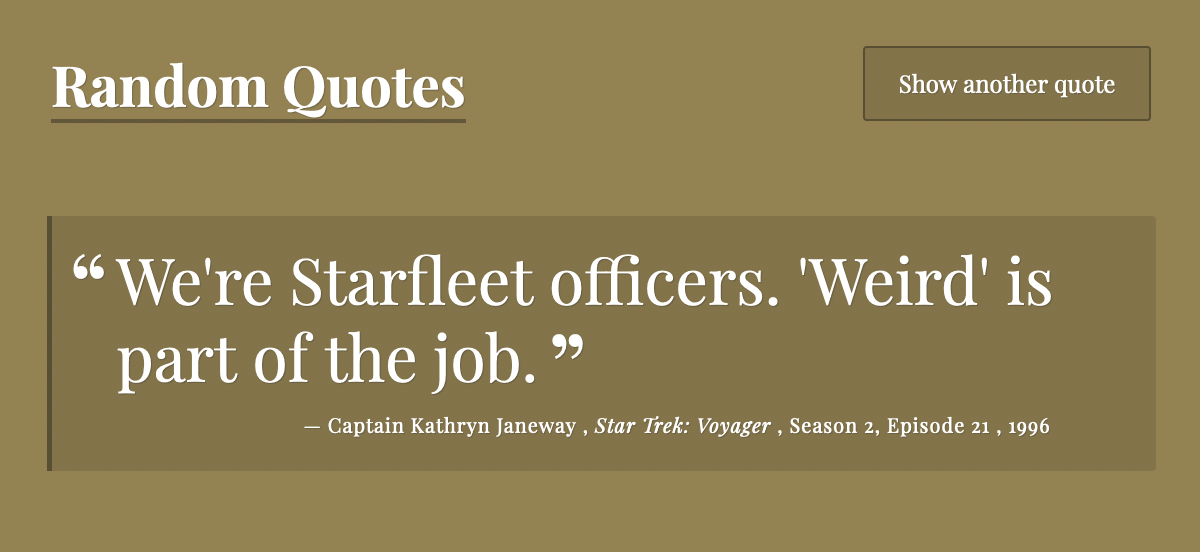 Random Quotes
Show another quote
“ We're Starfleet officers. 'Weird' is
part of the job. ”
— Captain Kathryn Janeway , Star Trek: Voyager , Season 2, Episode 21 , 1996